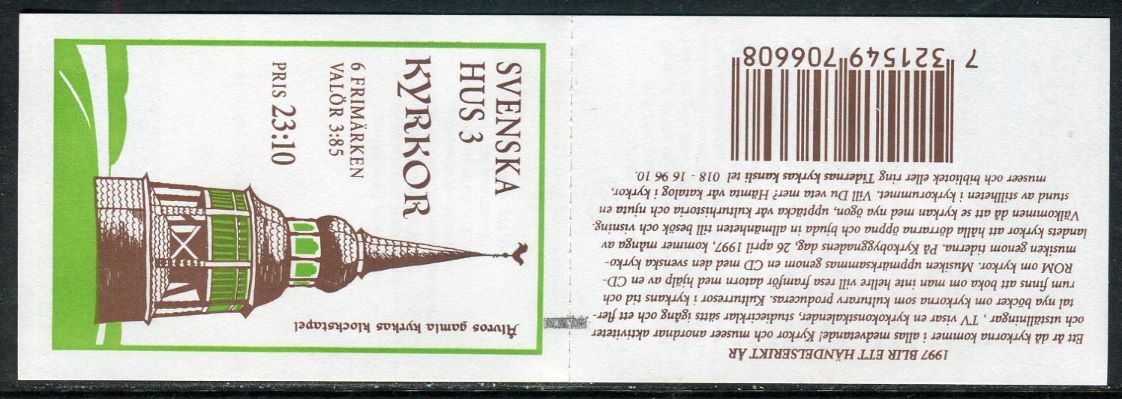 SVENSKA
HUS 3
KYRKOR
6 FRIMÄRKEN
VALÖR 3:85
PRIS 23:10
Älvros gamla kyrkas klockstapel
1997 BLIR ETT HÄNDELSERIKT ÅR
Ett år då kyrkorna kommer i allas medvetande! Kyrkor och museer anordnar aktiviteter
och utställningar , TV visar en kyrkokonstkalender, studiecirklar sätts igång och ett fler-
tal nya böcker om kyrkorna som kulturarv produceras. Kulturresor i kyrkans tid och
rum finn att boka om man inte hellre vill resa framför datorn med hjälp av en CD-
ROM om kyrkor. Musiken uppmärksammas genom en CD med den svenska kyrko-
musiken genom tiderna. På Kyrkobyggnadens dag, 26 april 1997, kommer många av
landets kyrkor att hålla dörrarna öppna och bjuda in allmänheten till besök och visning.
Välkommen då att se kyrkan med nya ögon, upptäcka vår kulturhistoria och njuta en
stund av stillheten i kyrkorummet. Vill Du veta mer? Hämta vår katalog i kyrkor,
museer och bibliotek eller ring Tidernas kyrkas kansli tel 018 - 16 96 10.
7 321549 706608